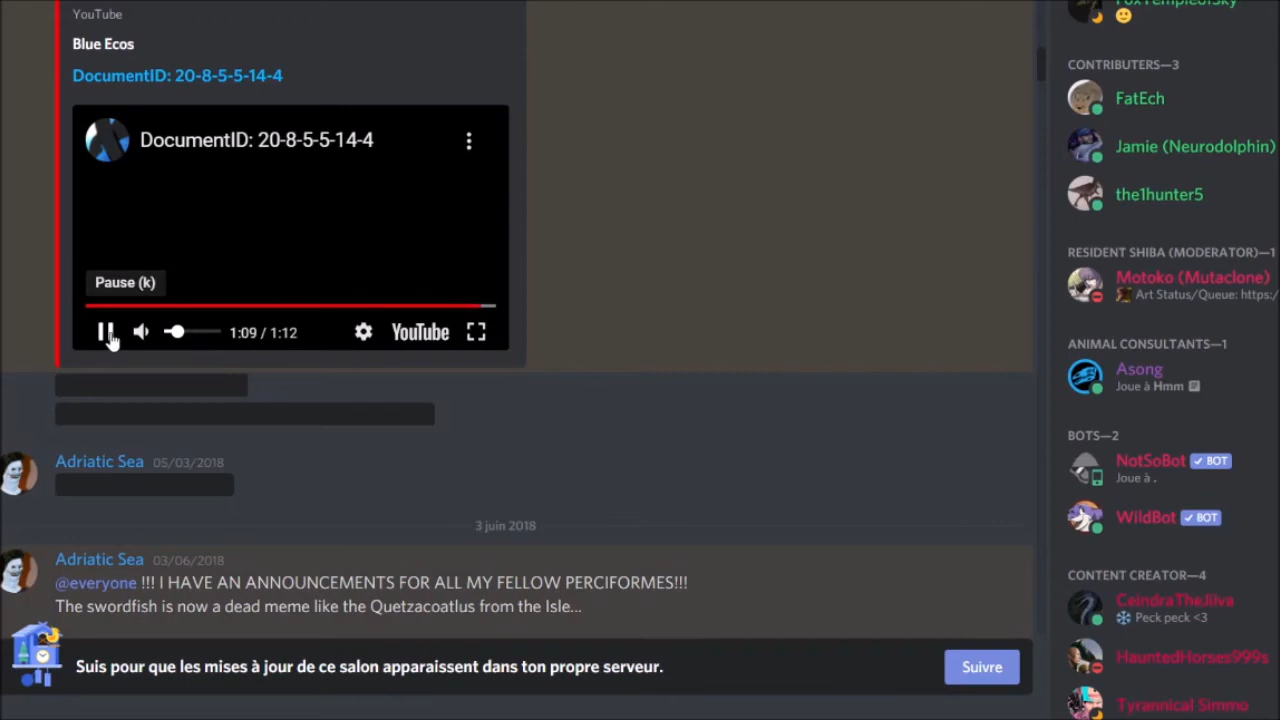 YouTube
Blue Ecos
DocumentID: 20-8-5-5-14-4
DocumentID: 20-8-5-5-14-4
Pause (k)
1:09 / 1:12
YouTube
Adriatic Sea 05/03/2018
3 juin 2018
Adriatic Sea 03/06/2018
@everyone !!! I HAVE AN ANNOUNCEMENTS FOR ALL MY FELLOW PERCIFORMES!!!
The swordfish is now a dead meme like the Quetzacoatlus from the Isle...
Suis pour que les mises à jour de ce salon apparaissent dans ton propre serveur.
Suivre
FoxTempleofSky
CONTRIBUTERS—3
FatEch
Jamie (Neurodolphin)
the1hunter5
RESIDENT SHIBA (MODERATOR)—1
Motoko (Mutaclone)
Art Status/Queue: https:/
ANIMAL CONSULTANTS—1
Asong
Joue à Hmm
BOTS—2
NotSoBot BOT
Joue à .
WildBot BOT
CONTENT CREATOR—4
CeindraTheJilva
Peck peck <3
HauntedHorses999s
Tyrannical Simmo